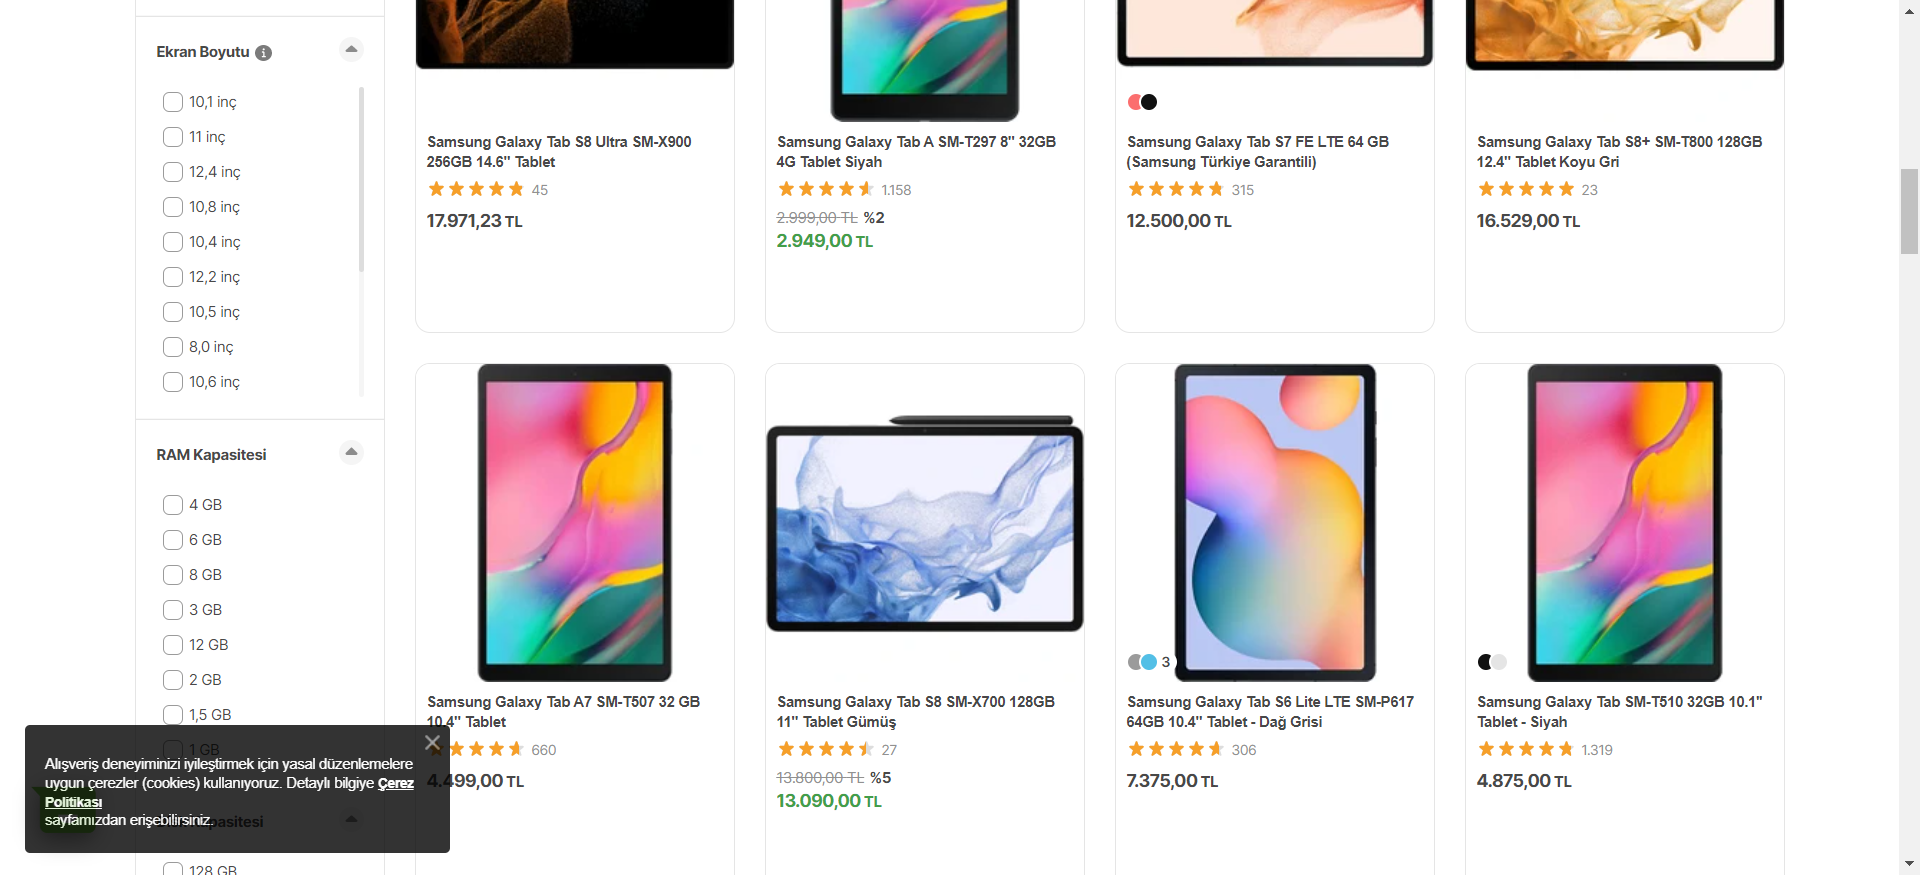 Ekran Boyutu
10,1 inç
11 inç
12,4 inç
10,8 inç
10,4 inç
12,2 inç
10,5 inç
8,0 inç
10,6 inç
RAM Kapasitesi
4 GB
6 GB
8 GB
3 GB
12 GB
2 GB
1,5 GB
1 GB
128 GB
Samsung Galaxy Tab S8 Ultra SM-X900
256GB 14.6" Tablet
45
17.971,23 TL
Samsung Galaxy Tab A SM-T297 8" 32GB
4G Tablet Siyah
1.158
2.999,00 TL %2
2.949,00 TL
Samsung Galaxy Tab S7 FE LTE 64 GB
(Samsung Türkiye Garantili)
315
12.500,00 TL
Samsung Galaxy Tab S8+ SM-T800 128GB
12.4" Tablet Koyu Gri
23
16.529,00 TL
Samsung Galaxy Tab A7 SM-T507 32 GB
10.4" Tablet
660
4.499,00 TL
Samsung Galaxy Tab S8 SM-X700 128GB
11" Tablet Gümüş
27
13.800,00 TL %5
13.090,00 TL
3
Samsung Galaxy Tab S6 Lite LTE SM-P617
64GB 10.4" Tablet - Dağ Grisi
306
7.375,00 TL
Samsung Galaxy Tab SM-T510 32GB 10.1"
Tablet - Siyah
1.319
4.875,00 TL
Alışveriş deneyiminizi iyileştirmek için yasal düzenlemelere
uygun çerezler (cookies) kullanıyoruz. Detaylı bilgiye Çerez
Politikası
sayfamızdan erişebilirsiniz.